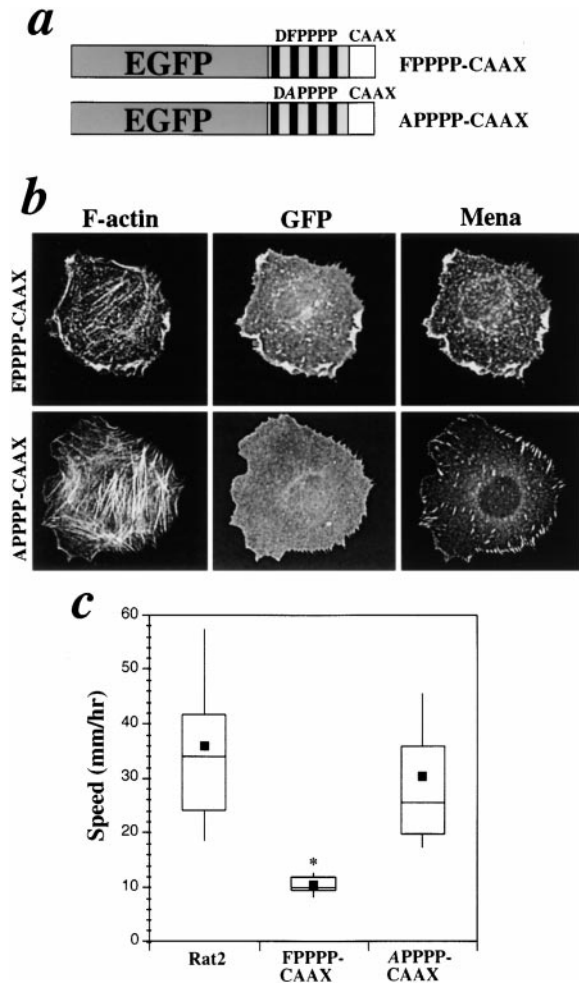 a
DFPPPP CAAX
EGFP
FPPPP-CAAX
DAPPPP CAAX
EGFP
APPPP-CAAX
b
F-actin GFP Mena
FPPPP-CAAX
APPPP-CAAX
c
60
50
40
30
20
10
0
Speed (mm/hr)
*
Rat2 FPPPP-CAAX APPPP-CAAX